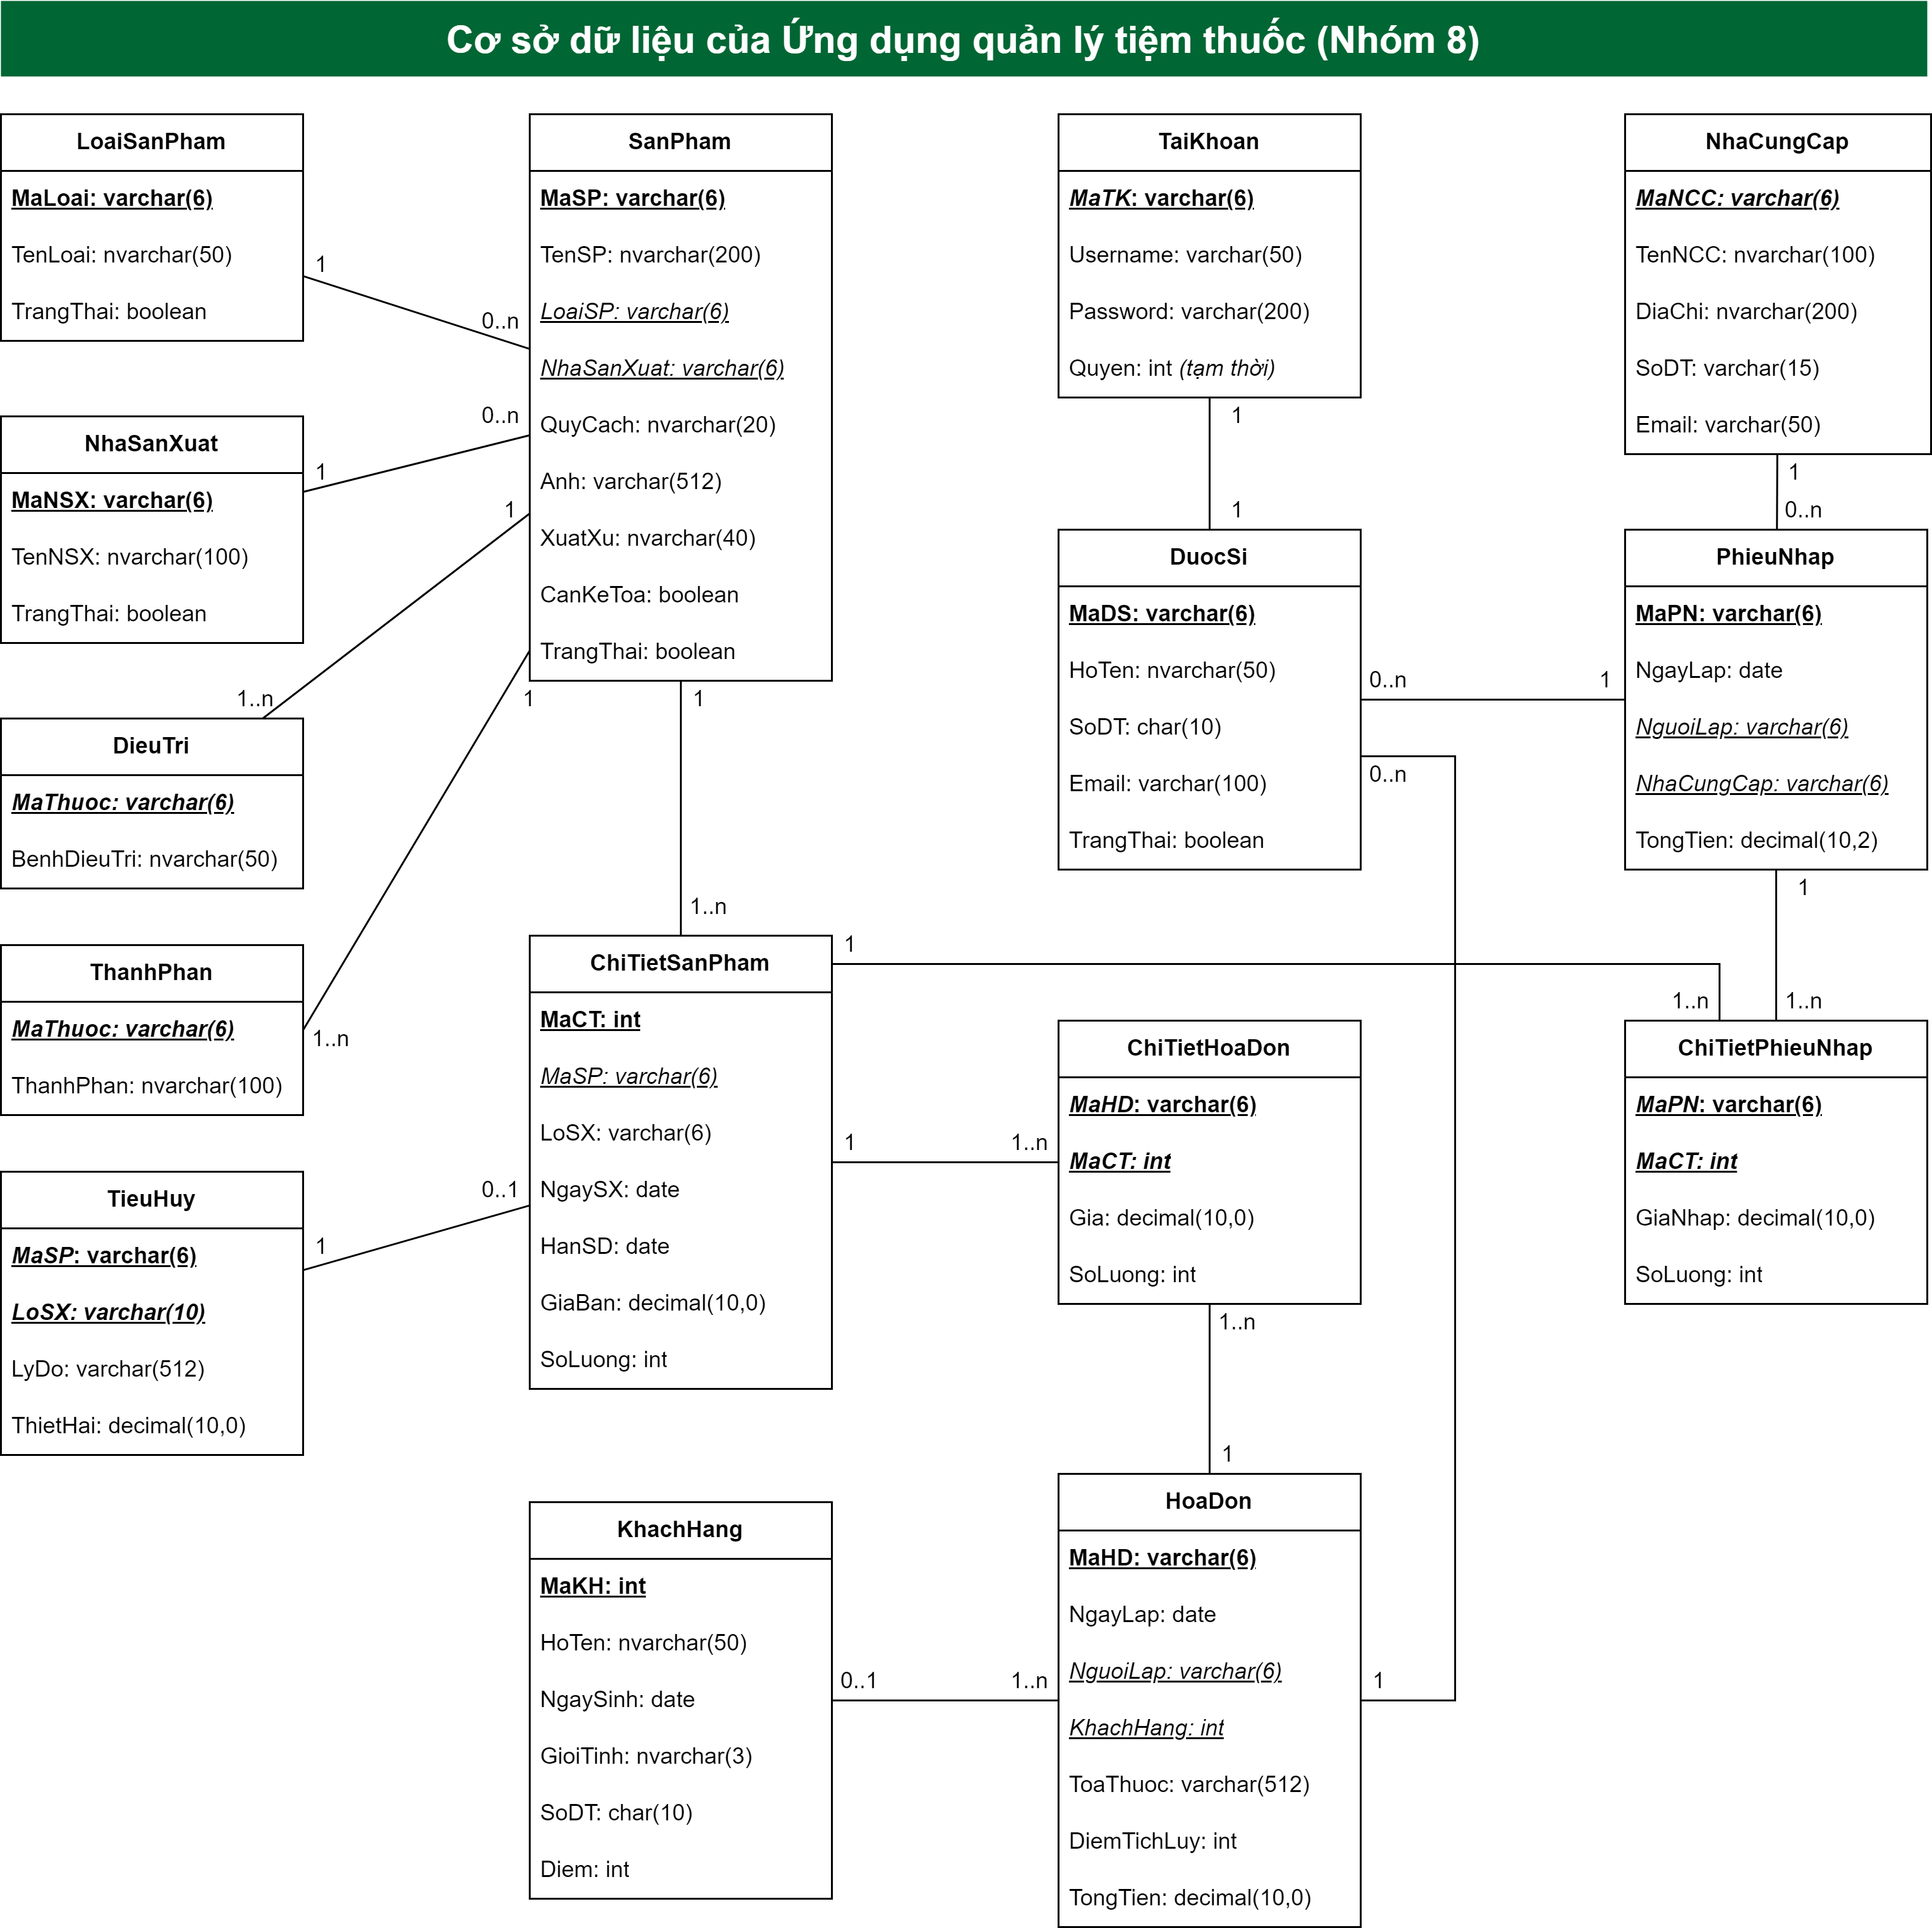 Cơ sở dữ liệu của Ứng dụng quản lý tiệm thuốc (Nhóm 8)
LoaiSanPham
MaLoai: varchar(6)
TenLoai: nvarchar(50)
TrangThai: boolean
1
0..n
NhaSanXuat
MaNSX: varchar(6)
TenNSX: nvarchar(100)
TrangThai: boolean
1
0..n
DieuTri
MaThuoc: varchar(6)
BenhDieuTri: nvarchar(50)
1..n
1
ThanhPhan
MaThuoc: varchar(6)
ThanhPhan: nvarchar(100)
1..n
1
TieuHuy
MaSP: varchar(6)
LoSX: varchar(10)
LyDo: varchar(512)
ThietHai: decimal(10,0)
1
0..1
SanPham
MaSP: varchar(6)
TenSP: nvarchar(200)
LoaiSP: varchar(6)
NhaSanXuat: varchar(6)
QuyCach: nvarchar(20)
Anh: varchar(512)
XuatXu: nvarchar(40)
CanKeToa: boolean
TrangThai: boolean
1
1..n
ChiTietSanPham
MaCT: int
MaSP: varchar(6)
LoSX: varchar(6)
NgaySX: date
HanSD: date
GiaBan: decimal(10,0)
SoLuong: int
1
1..n
1
1..n
KhachHang
MaKH: int
HoTen: nvarchar(50)
NgaySinh: date
GioiTinh: nvarchar(3)
SoDT: char(10)
Diem: int
0..1
1..n
TaiKhoan
MaTK: varchar(6)
Username: varchar(50)
Password: varchar(200)
Quyen: int (tạm thời)
1
1
DuocSi
MaDS: varchar(6)
HoTen: nvarchar(50)
SoDT: char(10)
Email: varchar(100)
TrangThai: boolean
0..n
1
0..n
1
ChiTietHoaDon
MaHD: varchar(6)
MaCT: int
Gia: decimal(10,0)
SoLuong: int
1..n
1
HoaDon
MaHD: varchar(6)
NgayLap: date
NguoiLap: varchar(6)
KhachHang: int
ToaThuoc: varchar(512)
DiemTichLuy: int
TongTien: decimal(10,0)
NhaCungCap
MaNCC: varchar(6)
TenNCC: nvarchar(100)
DiaChi: nvarchar(200)
SoDT: varchar(15)
Email: varchar(50)
1
0..n
PhieuNhap
MaPN: varchar(6)
NgayLap: date
NguoiLap: varchar(6)
NhaCungCap: varchar(6)
TongTien: decimal(10,2)
1
1..n
ChiTietPhieuNhap
MaPN: varchar(6)
MaCT: int
GiaNhap: decimal(10,0)
SoLuong: int